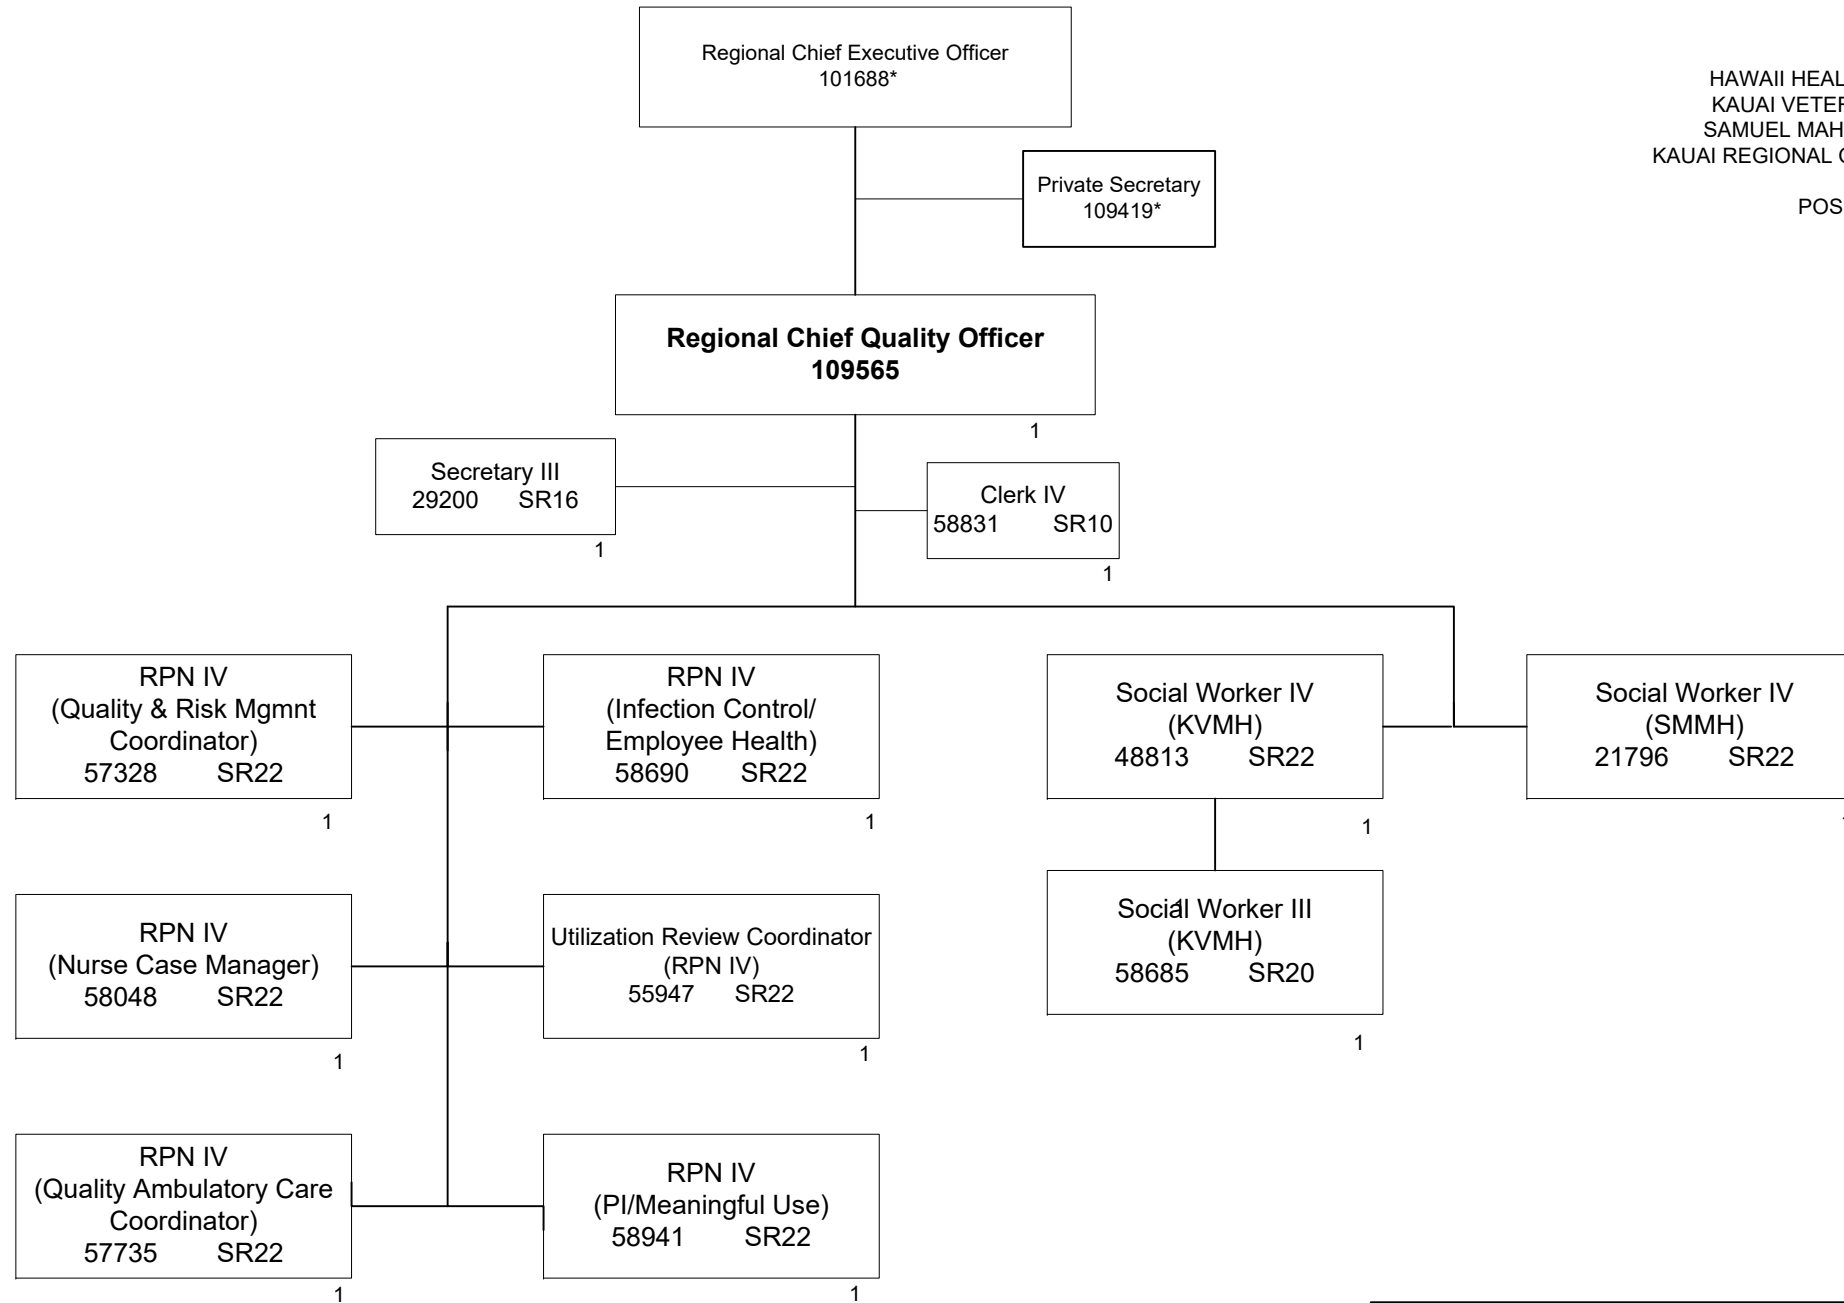 Regional Chief Executive Officer
101688*
HAWAII HEAL
KAUAI VETER
SAMUEL MAH
KAUAI REGIONAL
POS
Private Secretary
109419*
Regional Chief Quality Officer
109565
1
Secretary III
29200 SR16
1
Clerk IV
58831 SR10
1
RPN IV
(Quality & Risk Mgmnt
Coordinator)
57328 SR22
1
RPN IV
(Infection Control/
Employee Health)
58690 SR22
1
Social Worker IV
(KVMH)
48813 SR22
1
Social Worker IV
(SMMH)
21796 SR22
RPN IV
(Nurse Case Manager)
58048 SR22
1
Utilization Review Coordinator
(RPN IV)
55947 SR22
1
Social Worker III
(KVMH)
58685 SR20
1
RPN IV
(Quality Ambulatory Care
Coordinator)
57735 SR22
1
RPN IV
(PI/Meaningful Use)
58941 SR22
1